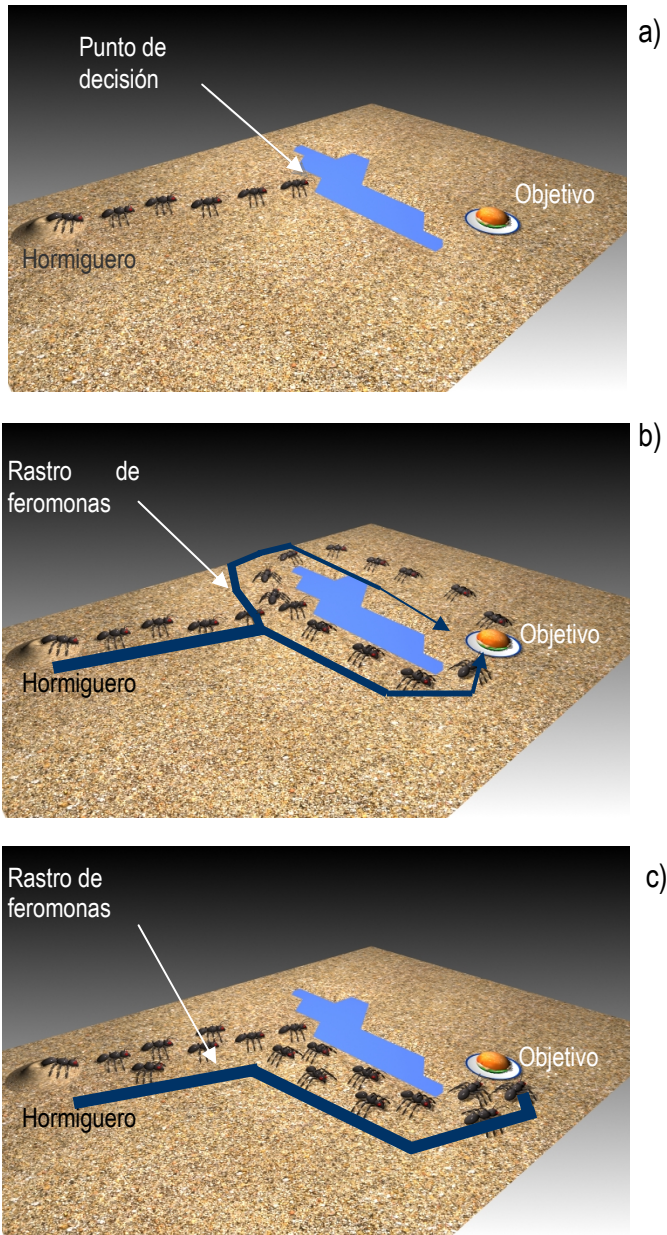 a)
Punto de
decisión
Objetivo
Hormiguero
b)
Rastro de
feromonas
Objetivo
Hormiguero
c)
Rastro de
feromonas
Objetivo
Hormiguero